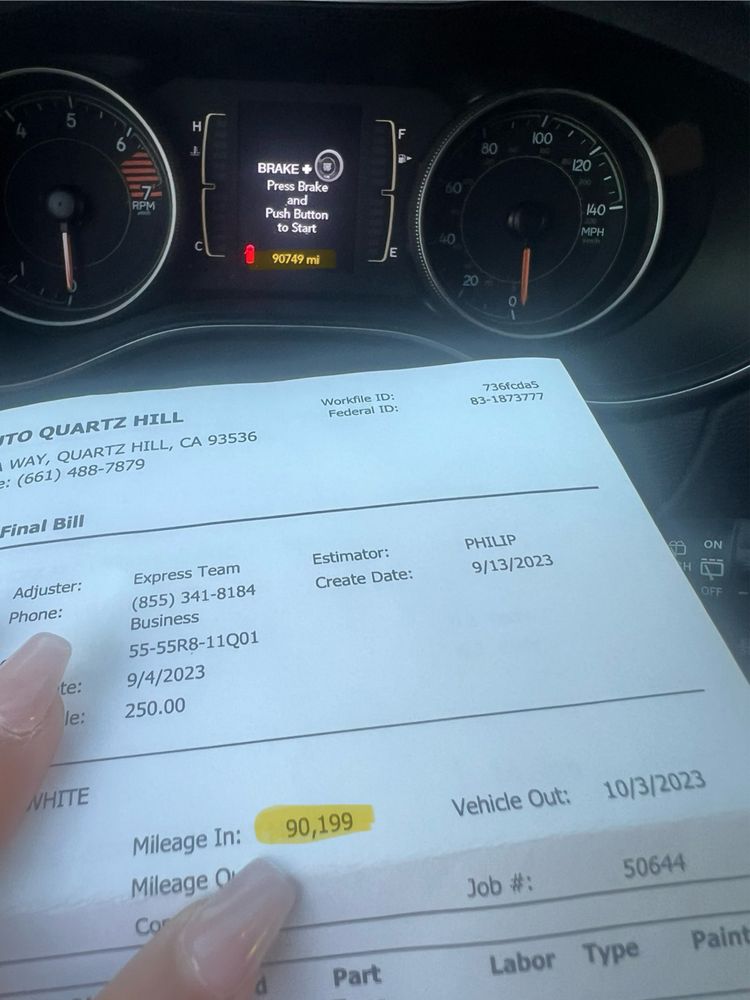 4 5 6 7
RPM
0
H
C
BRAKE +
Press Brake
and
Push Button
to Start
90749 mi
F
E
0 20 40 60 80 100 120 140
MPH
ON
OFF
QUARTZ HILL
WAY, QUARTZ HILL, CA 93536
(661) 488-7879
Workfile ID: 736fcda5
Federal ID: 83-1873777
Final Bill
Adjuster: Express Team
Phone: (855) 341-8184
Business
55-55R8-11Q01
9/4/2023
250.00
Estimator: PHILIP
Create Date: 9/13/2023
WHITE
Mileage In: 90,199
Vehicle Out: 10/3/2023
Mileage
Job #: 50644
Part Labor Type Paint